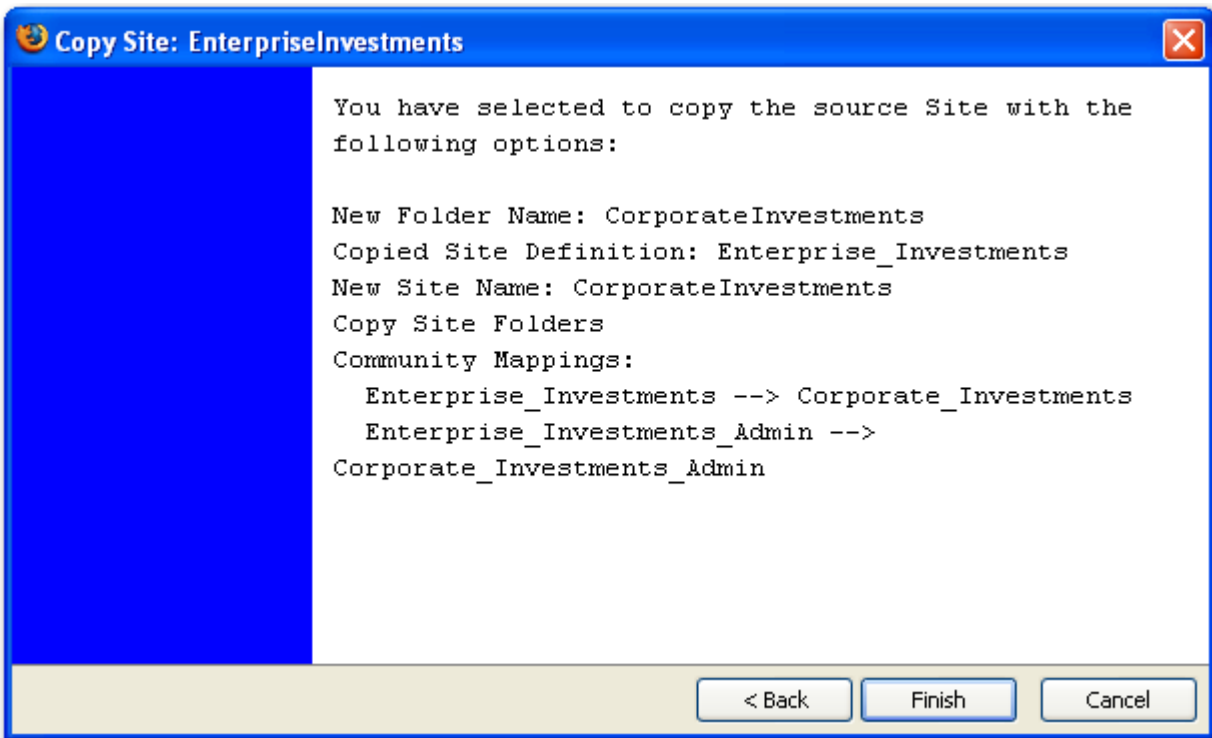 Copy Site: EnterpriseInvestments
You have selected to copy the source Site with the
following options:
New Folder Name: CorporateInvestments
Copied Site Definition: Enterprise_Investments
New Site Name: CorporateInvestments
Copy Site Folders
Community Mappings:
Enterprise_Investments --> Corporate_Investments
Enterprise_Investments_Admin -->
Corporate_Investments_Admin
< Back Finish Cancel